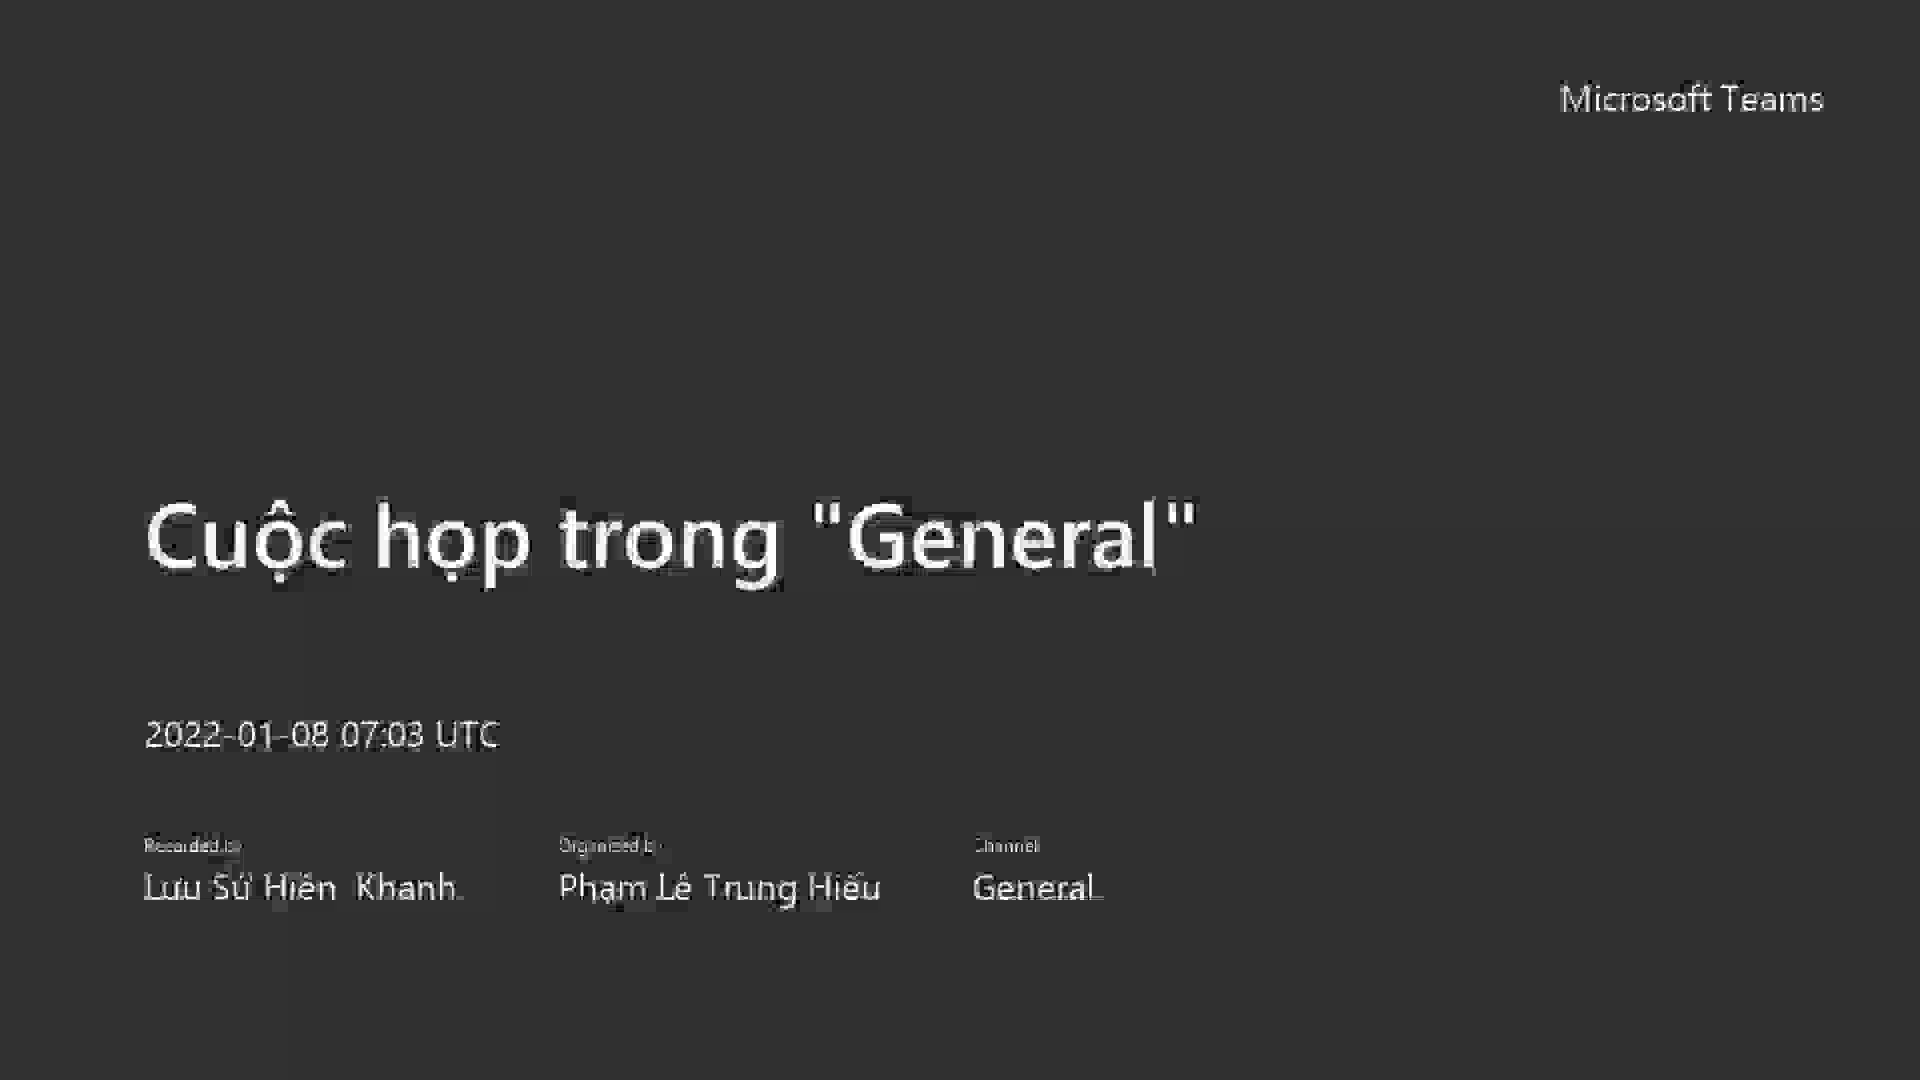 Microsoft Teams
Cuộc họp trong "General"
2022-01-08 07:03 UTC
Recorded by
Organized by
Channel
Lưu Sử Hiền Khanh
Phạm Lê Trung Hiếu
General